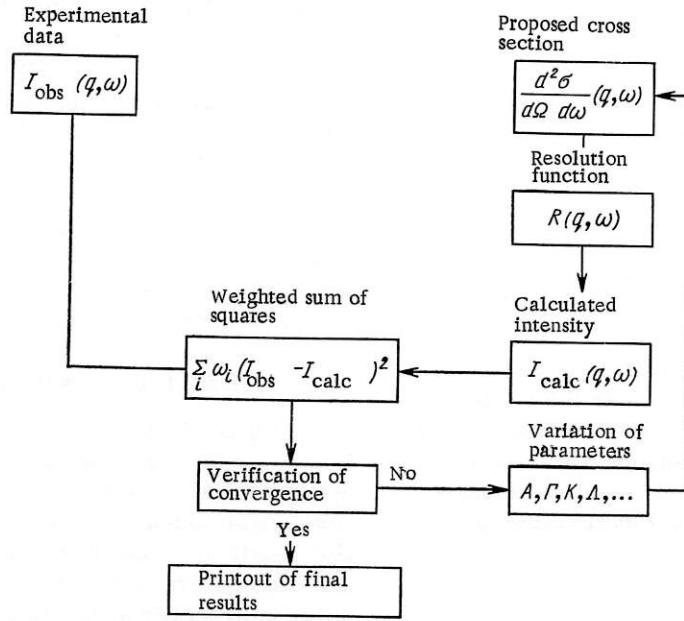 Experimental
data
I_obs (q,ω)
Proposed cross
section
d²σ
dΩ dω (q,ω)
Resolution
function
R(q,ω)
Weighted sum of
squares
Σ_i ω_i (I_obs - I_calc )²
Calculated
intensity
I_calc (q,ω)
Verification of
convergence
No
Variation of
parameters
A,Γ,K,Λ,...
Yes
Printout of final
results